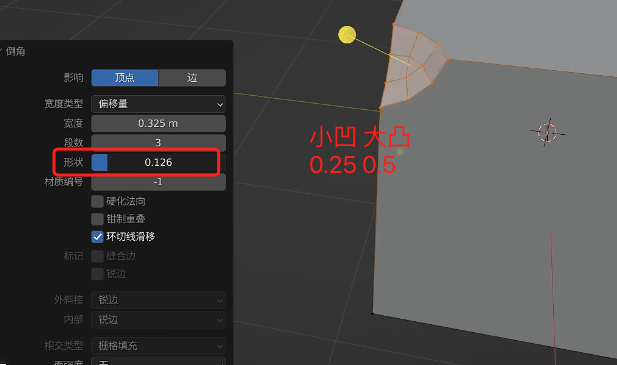 倒角
影响 顶点 边
宽度类型 偏移量
宽度 0.325 m
段数 3
形状 0.126
材质编号 -1
硬化法向
钳制重叠
环切线滑移
标记 缝合边
锐边
外斜接 锐边
内部 锐边
相交类型 栅格填充
面强度 无
小凹 大凸
0.25 0.5